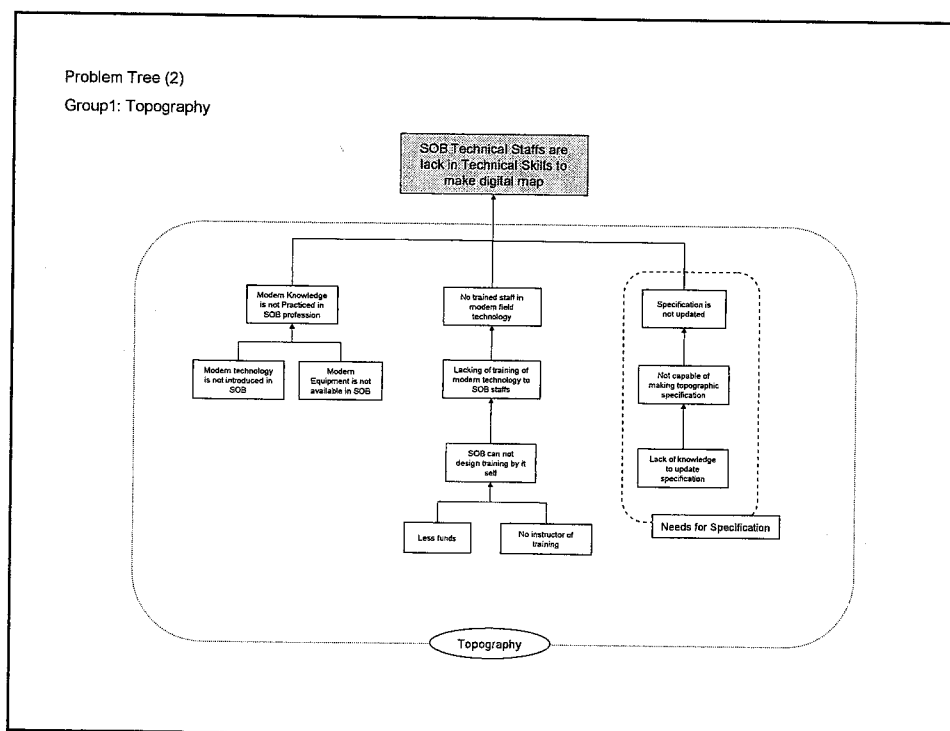 Problem Tree (2)
Group1: Topography
SOB Technical Staffs are
lack in Technical Skills to
make digital map
Modern Knowledge
is not Practiced in
SOB profession
No trained staff in
modern field
technology
Specification is
not updated
Modern technology
is not introduced in
SOB
Modern
Equipment is not
available in SOB
Lacking of training of
modern technology to
SOB staffs
Not capable of
making topographic
specification
SOB can not
design training by it
self
Lack of knowledge
to update
specification
Less funds
No instructor of
training
Needs for Specification
Topography